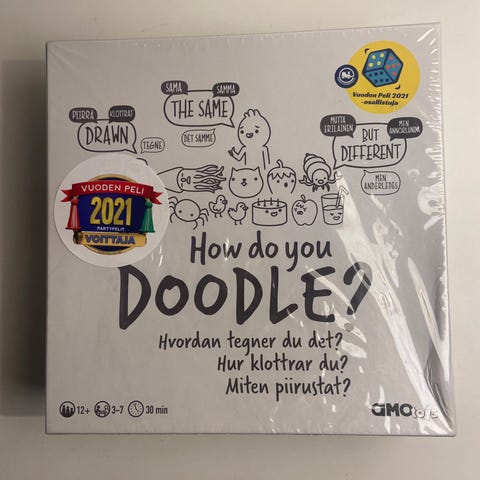 SAMA
SAMMA
THE SAME
DET SAMME
PIIRRÄ
KLOTTRAT
DRAWN
TEGNE
Vuoden Peli 2021
-osallistuja
MUTTA
ERILAINEN
MEN
ANNORLUNDA
BUT
DIFFERENT
MEN
ANDERLEDES
VUODEN PELI
2021
PARTYPELIT
VOITTAJA
How do you
DOODLE?
Hvordan tegner du det?
Hur klottrar du?
Miten piirustat?
12+
3-7
30 min
GMO toys